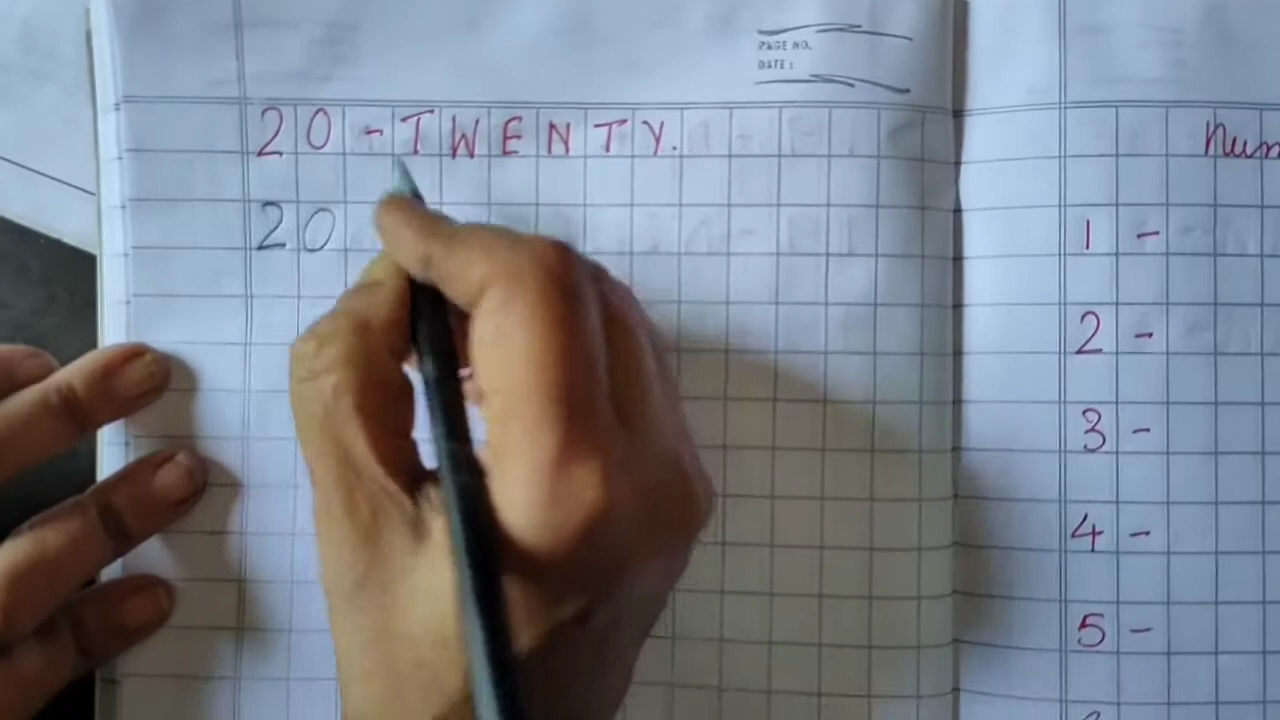 PAGE NO.
DATE :
20 - TWENTY.
20
1 -
2 -
3 -
4 -
5 -